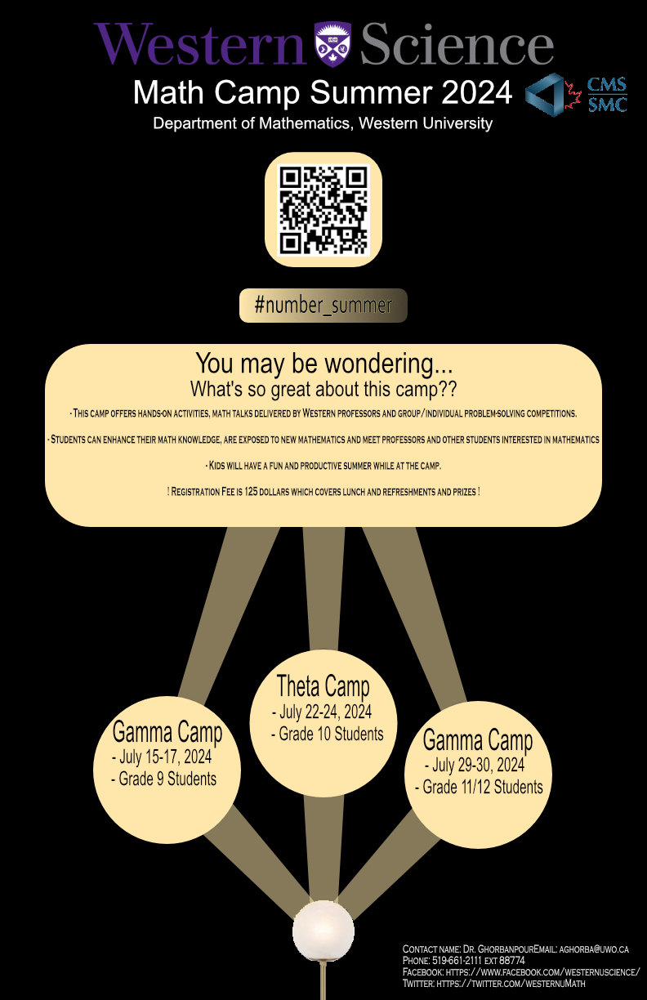 Western Science
Math Camp Summer 2024
CMS
SMC
Department of Mathematics, Western University
#number_summer
You may be wondering...
What's so great about this camp??
- This camp offers hands-on activities, math talks delivered by Western professors and group/individual problem-solving competitions.
- Students can enhance their math knowledge, are exposed to new mathematics and meet professors and other students interested in mathematics
- Kids will have a fun and productive summer while at the camp.
! Registration Fee is 125 dollars which covers lunch and refreshments and prizes !
Theta Camp
- July 22-24, 2024
- Grade 10 Students
Gamma Camp
- July 15-17, 2024
- Grade 9 Students
Gamma Camp
- July 29-30, 2024
- Grade 11/12 Students
Contact name: Dr. GhorbanpourEmail: aghorba@uwo.ca
Phone: 519-661-2111 ext 88774
Facebook: https://www.facebook.com/westernuscience/
Twitter: https://twitter.com/westernuMath